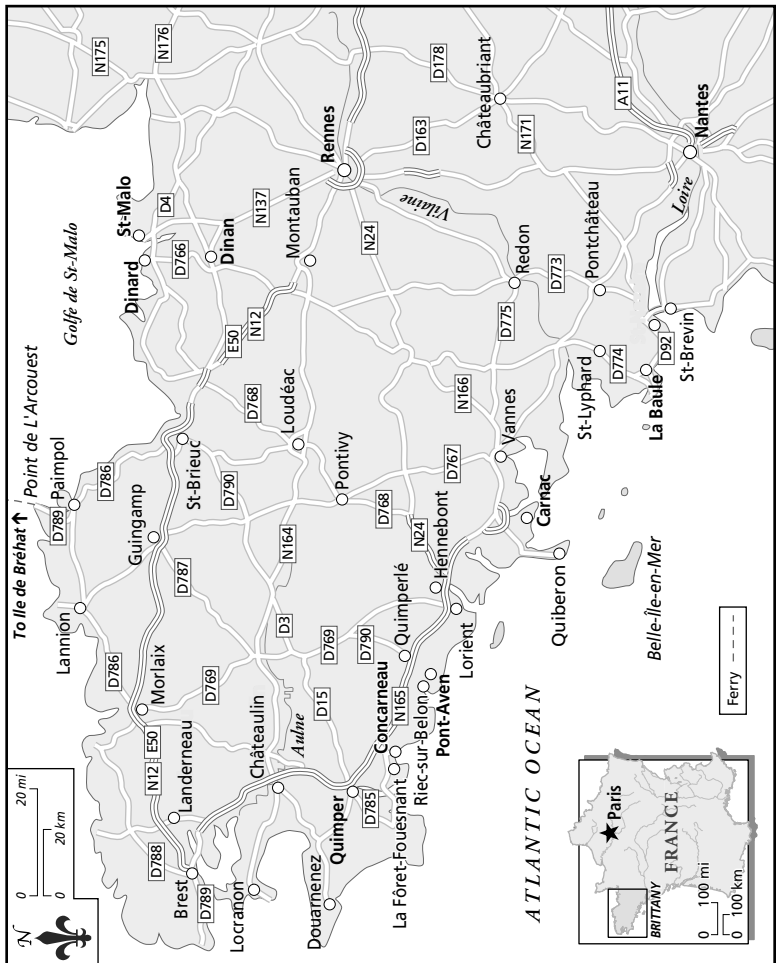 N
0 20 mi
0 20 km
To Ile de Bréhat
Point de L'Arcouest
Golfe de St-Malo
N175
N176
D789
Paimpol
Lannion
D786
D786
St-Málo
Dinard
D4
D766
Guingamp
Morlaix
St-Brieuc
Dinan
E50
N12
D787
D790
E50
N12
N137
D788
Landerneau
Brest
D789
D769
D768
Loudéac
Montauban
Rennes
D178
Locranon
Châteaulin
Aulne
D3
N164
Pontivy
N24
D163
Châteaubriant
Vilaine
Douarnenez
Quimper
D15
D769
D790
D768
N24
N166
N171
D785
Concarneau
N165
Quimperlé
Hennebont
D767
Vannes
D775
Redon
A11
La Fôret-Fouesnant
Riec-sur-Belon
Pont-Aven
Lorient
Carnac
D773
Quiberon
St-Lyphard
Pontchâteau
D774
Loire
Nantes
La Baule
D92
St-Brevin
Belle-Île-en-Mer
ATLANTIC OCEAN
Ferry
Paris
FRANCE
BRITTANY
0 100 mi
0 100 km